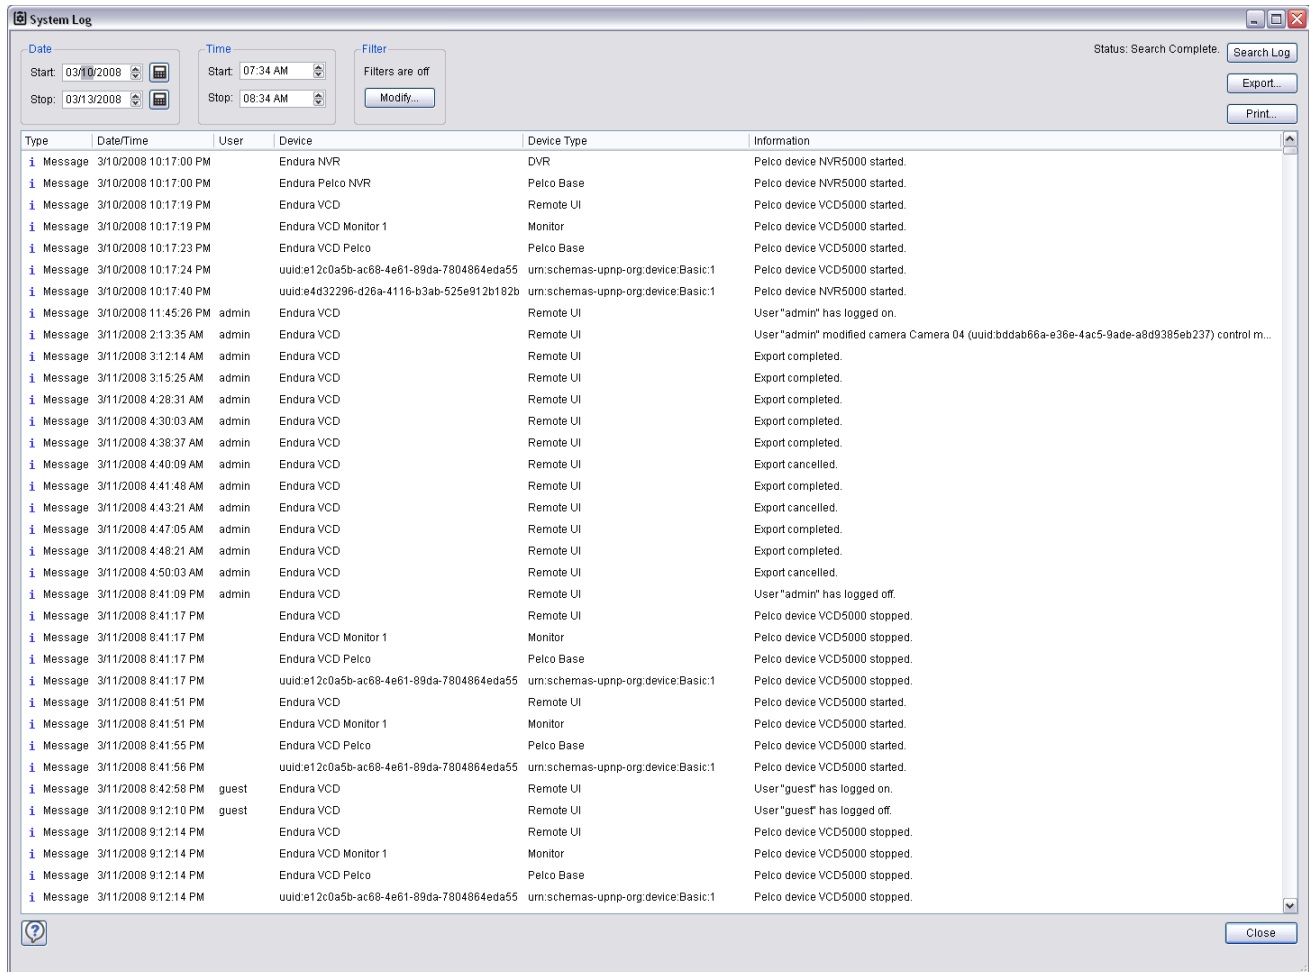 System Log
Date
Time
Filter
Status: Search Complete.
Search Log
Start: 03/10/2008
Start: 07:34 AM
Filters are off
Export...
Stop: 03/13/2008
Stop: 08:34 AM
Modify...
Print...
Type Date/Time User Device Device Type Information
i Message 3/10/2008 10:17:00 PM Endura NVR DVR Pelco device NVR5000 started.
i Message 3/10/2008 10:17:00 PM Endura Pelco NVR Pelco Base Pelco device NVR5000 started.
i Message 3/10/2008 10:17:19 PM Endura VCD Remote UI Pelco device VCD5000 started.
i Message 3/10/2008 10:17:19 PM Endura VCD Monitor 1 Monitor Pelco device VCD5000 started.
i Message 3/10/2008 10:17:23 PM Endura VCD Pelco Pelco Base Pelco device VCD5000 started.
i Message 3/10/2008 10:17:24 PM uuid:e12c0a5b-ac68-4e61-89da-7804864eda55 urn:schemas-upnp-org:device:Basic:1 Pelco device VCD5000 started.
i Message 3/10/2008 10:17:40 PM uuid:e4d32296-d26a-4116-b3ab-525e912b182b urn:schemas-upnp-org:device:Basic:1 Pelco device NVR5000 started.
i Message 3/10/2008 11:45:26 PM admin Endura VCD Remote UI User "admin" has logged on.
i Message 3/11/2008 2:13:35 AM admin Endura VCD Remote UI User "admin" modified camera Camera 04 (uuid:bddab66a-e36e-4ac5-9ade-a8d9385eb237) control m...
i Message 3/11/2008 3:12:14 AM admin Endura VCD Remote UI Export completed.
i Message 3/11/2008 3:15:25 AM admin Endura VCD Remote UI Export completed.
i Message 3/11/2008 4:28:31 AM admin Endura VCD Remote UI Export completed.
i Message 3/11/2008 4:30:03 AM admin Endura VCD Remote UI Export completed.
i Message 3/11/2008 4:38:37 AM admin Endura VCD Remote UI Export completed.
i Message 3/11/2008 4:40:09 AM admin Endura VCD Remote UI Export cancelled.
i Message 3/11/2008 4:41:48 AM admin Endura VCD Remote UI Export completed.
i Message 3/11/2008 4:43:21 AM admin Endura VCD Remote UI Export cancelled.
i Message 3/11/2008 4:47:05 AM admin Endura VCD Remote UI Export completed.
i Message 3/11/2008 4:48:21 AM admin Endura VCD Remote UI Export completed.
i Message 3/11/2008 4:50:03 AM admin Endura VCD Remote UI Export cancelled.
i Message 3/11/2008 8:41:09 PM admin Endura VCD Remote UI User "admin" has logged off.
i Message 3/11/2008 8:41:17 PM Endura VCD Remote UI Pelco device VCD5000 stopped.
i Message 3/11/2008 8:41:17 PM Endura VCD Monitor 1 Monitor Pelco device VCD5000 stopped.
i Message 3/11/2008 8:41:17 PM Endura VCD Pelco Pelco Base Pelco device VCD5000 stopped.
i Message 3/11/2008 8:41:17 PM uuid:e12c0a5b-ac68-4e61-89da-7804864eda55 urn:schemas-upnp-org:device:Basic:1 Pelco device VCD5000 stopped.
i Message 3/11/2008 8:41:51 PM Endura VCD Remote UI Pelco device VCD5000 started.
i Message 3/11/2008 8:41:51 PM Endura VCD Monitor 1 Monitor Pelco device VCD5000 started.
i Message 3/11/2008 8:41:55 PM Endura VCD Pelco Pelco Base Pelco device VCD5000 started.
i Message 3/11/2008 8:41:56 PM uuid:e12c0a5b-ac68-4e61-89da-7804864eda55 urn:schemas-upnp-org:device:Basic:1 Pelco device VCD5000 started.
i Message 3/11/2008 8:42:58 PM guest Endura VCD Remote UI User "guest" has logged on.
i Message 3/11/2008 9:12:10 PM guest Endura VCD Remote UI User "guest" has logged off.
i Message 3/11/2008 9:12:14 PM Endura VCD Remote UI Pelco device VCD5000 stopped.
i Message 3/11/2008 9:12:14 PM Endura VCD Monitor 1 Monitor Pelco device VCD5000 stopped.
i Message 3/11/2008 9:12:14 PM Endura VCD Pelco Pelco Base Pelco device VCD5000 stopped.
i Message 3/11/2008 9:12:14 PM uuid:e12c0a5b-ac68-4e61-89da-7804864eda55 urn:schemas-upnp-org:device:Basic:1 Pelco device VCD5000 stopped.
?
Close